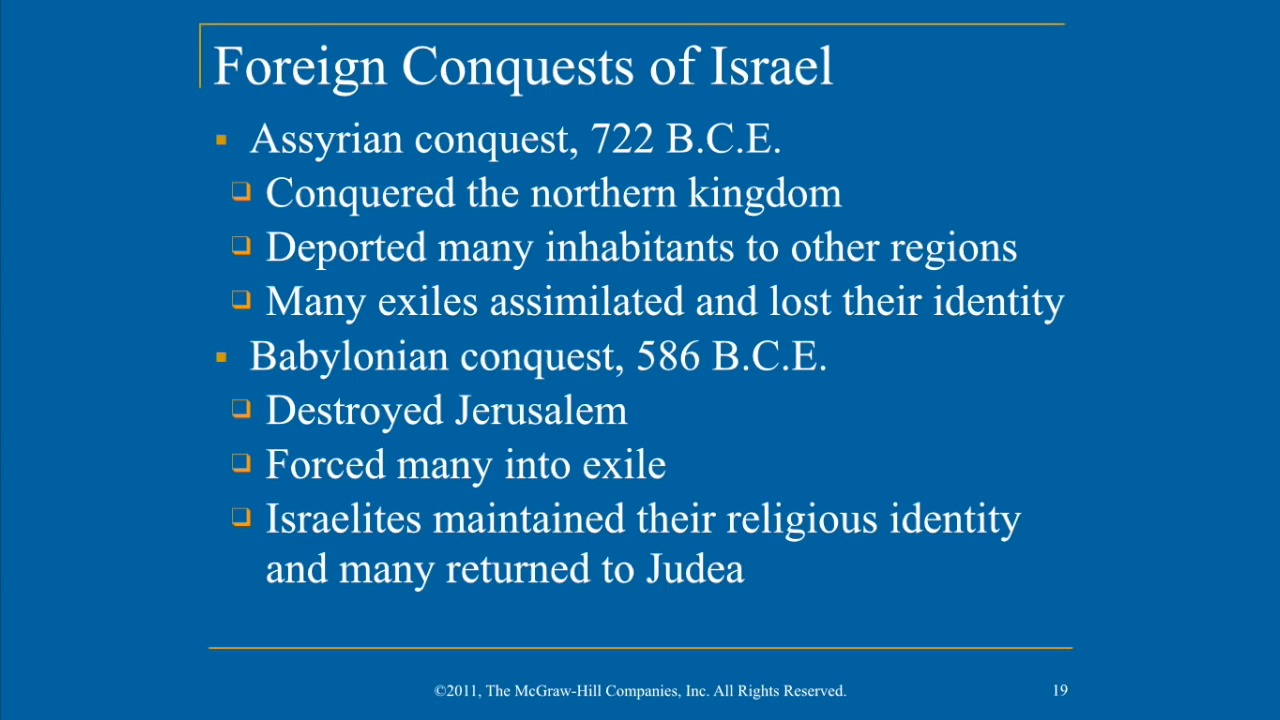 Foreign Conquests of Israel
▪ Assyrian conquest, 722 B.C.E.
❑ Conquered the northern kingdom
❑ Deported many inhabitants to other regions
❑ Many exiles assimilated and lost their identity
▪ Babylonian conquest, 586 B.C.E.
❑ Destroyed Jerusalem
❑ Forced many into exile
❑ Israelites maintained their religious identity
and many returned to Judea
©2011, The McGraw-Hill Companies, Inc. All Rights Reserved.
19